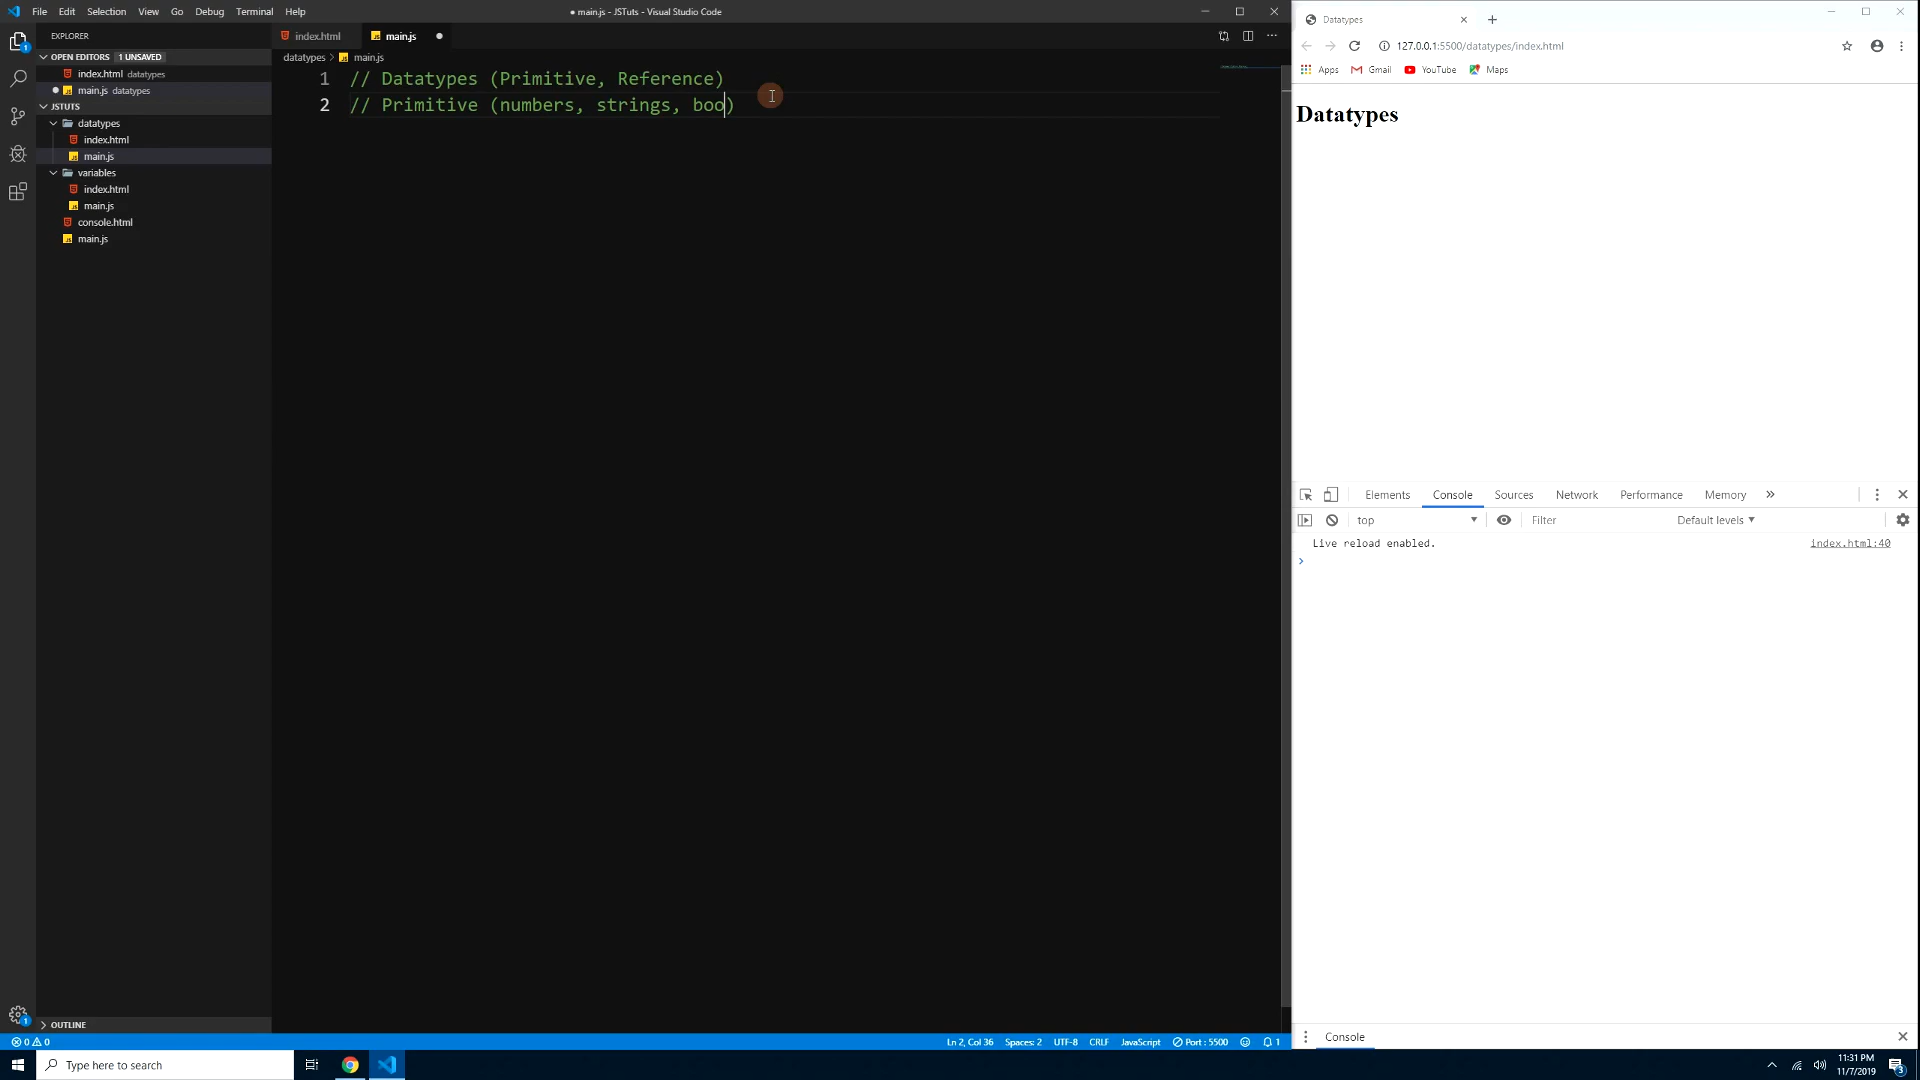 File Edit Selection View Go Debug Terminal Help
● main.js - JSTuts - Visual Studio Code
EXPLORER
OPEN EDITORS 1 UNSAVED
index.html datatypes
main.js datatypes
JSTUTS
datatypes
index.html
main.js
variables
index.html
main.js
console.html
main.js
OUTLINE
index.html
main.js
datatypes > main.js
1 // Datatypes (Primitive, Reference)
2 // Primitive (numbers, strings, boo)
0 0
Ln 2, Col 36 Spaces: 2 UTF-8 CRLF JavaScript Port : 5500 1
Datatypes
127.0.0.1:5500/datatypes/index.html
Apps Gmail YouTube Maps
Datatypes
Elements Console Sources Network Performance Memory »
top Filter Default levels
Live reload enabled. index.html:40
Console
Type here to search
11:31 PM
11/7/2019
3